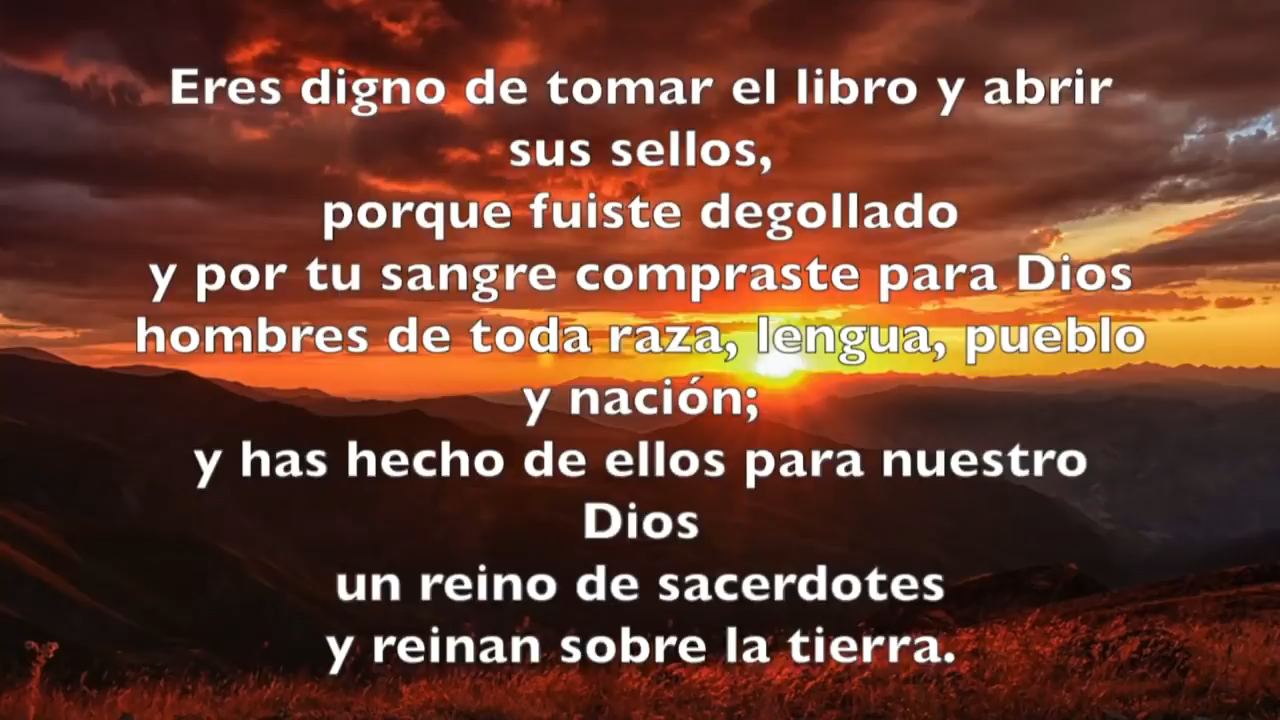 Eres digno de tomar el libro y abrir
sus sellos,
porque fuiste degollado
y por tu sangre compraste para Dios
hombres de toda raza, lengua, pueblo
y nación;
y has hecho de ellos para nuestro
Dios
un reino de sacerdotes
y reinan sobre la tierra.